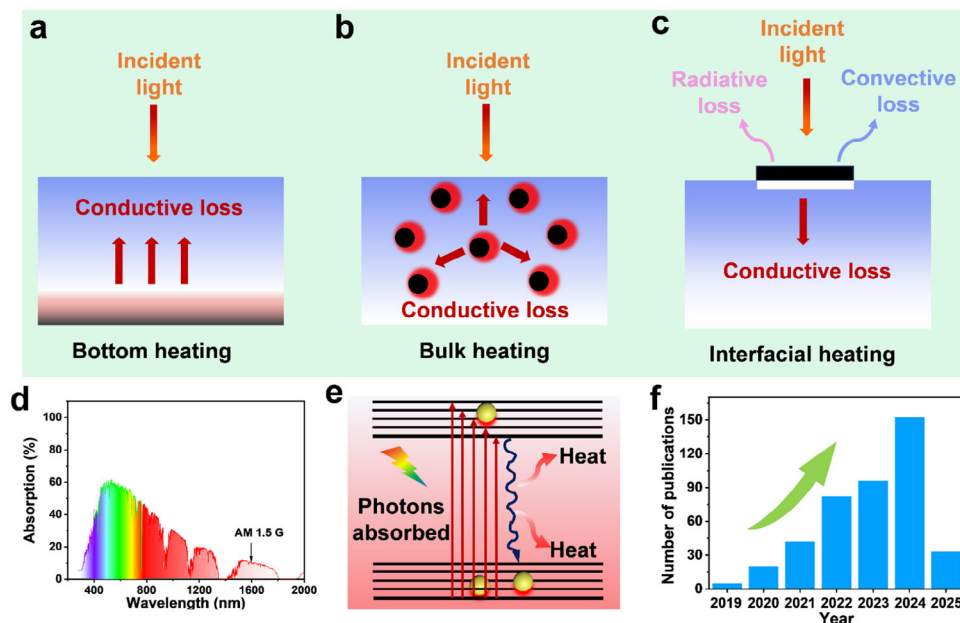 a
Incident
light
Conductive loss
Bottom heating
b
Incident
light
Conductive loss
Bulk heating
c
Incident
light
Radiative
loss
Convective
loss
Conductive loss
Interfacial heating
d
Absorption (%)
100
80
60
40
20
0
AM 1.5 G
400 800 1200 1600 2000
Wavelength (nm)
e
Photons
absorbed
Heat
Heat
f
Number of publications
150
120
90
60
30
0
2019 2020 2021 2022 2023 2024 2025
Year